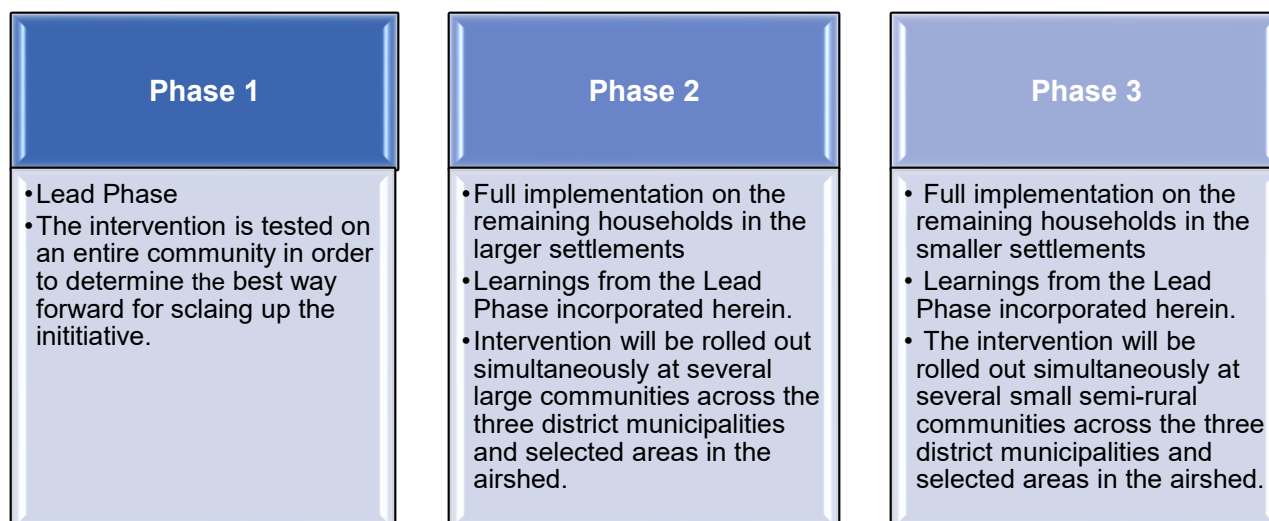 Phase 1
•Lead Phase
•The intervention is tested on
an entire community in order
to determine the best way
forward for sclaing up the
inititiative.
Phase 2
•Full implementation on the
remaining households in the
larger settlements
•Learnings from the Lead
Phase incorporated herein.
•Intervention will be rolled out
simultaneously at several
large communities across the
three district municipalities
and selected areas in the
airshed.
Phase 3
• Full implementation on the
remaining households in the
smaller settlements
• Learnings from the Lead
Phase incorporated herein.
• The intervention will be
rolled out simultaneously at
several small semi-rural
communities across the three
district municipalities and
selected areas in the airshed.